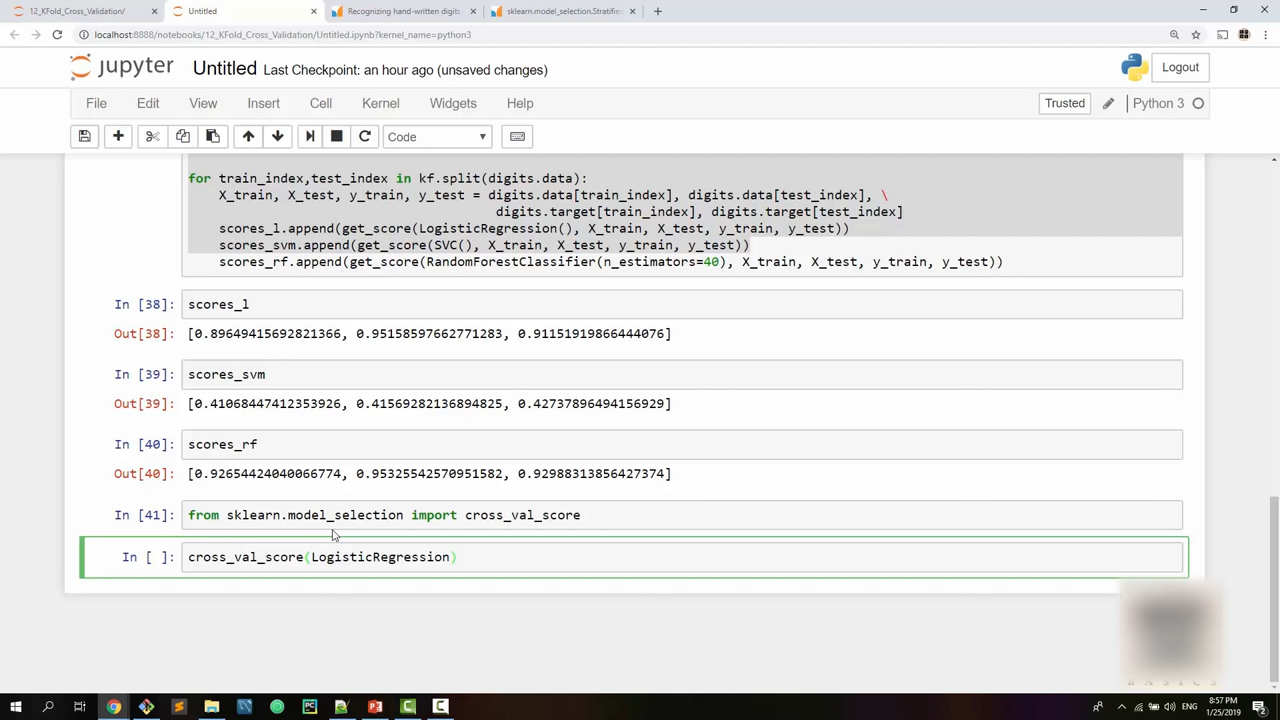 12_KFold_Cross_Validation/
Untitled
Recognizing hand-written digits
sklearn.model_selection.Stratified
localhost:8888/notebooks/12_KFold_Cross_Validation/Untitled.ipynb?kernel_name=python3
jupyter Untitled Last Checkpoint: an hour ago (unsaved changes)
Logout
File Edit View Insert Cell Kernel Widgets Help
Trusted
Python 3
Code
for train_index,test_index in kf.split(digits.data):
X_train, X_test, y_train, y_test = digits.data[train_index], digits.data[test_index], \
digits.target[train_index], digits.target[test_index]
scores_l.append(get_score(LogisticRegression(), X_train, X_test, y_train, y_test))
scores_svm.append(get_score(SVC(), X_train, X_test, y_train, y_test))
scores_rf.append(get_score(RandomForestClassifier(n_estimators=40), X_train, X_test, y_train, y_test))
In [38]: scores_l
Out[38]: [0.89649415692821366, 0.95158597662771283, 0.91151919866444076]
In [39]: scores_svm
Out[39]: [0.41068447412353926, 0.41569282136894825, 0.42737896494156929]
In [40]: scores_rf
Out[40]: [0.92654424040066774, 0.95325542570951582, 0.92988313856427374]
In [41]: from sklearn.model_selection import cross_val_score
In [ ]: cross_val_score(LogisticRegression)
BASICS
8:57 PM
ENG
1/25/2019
2